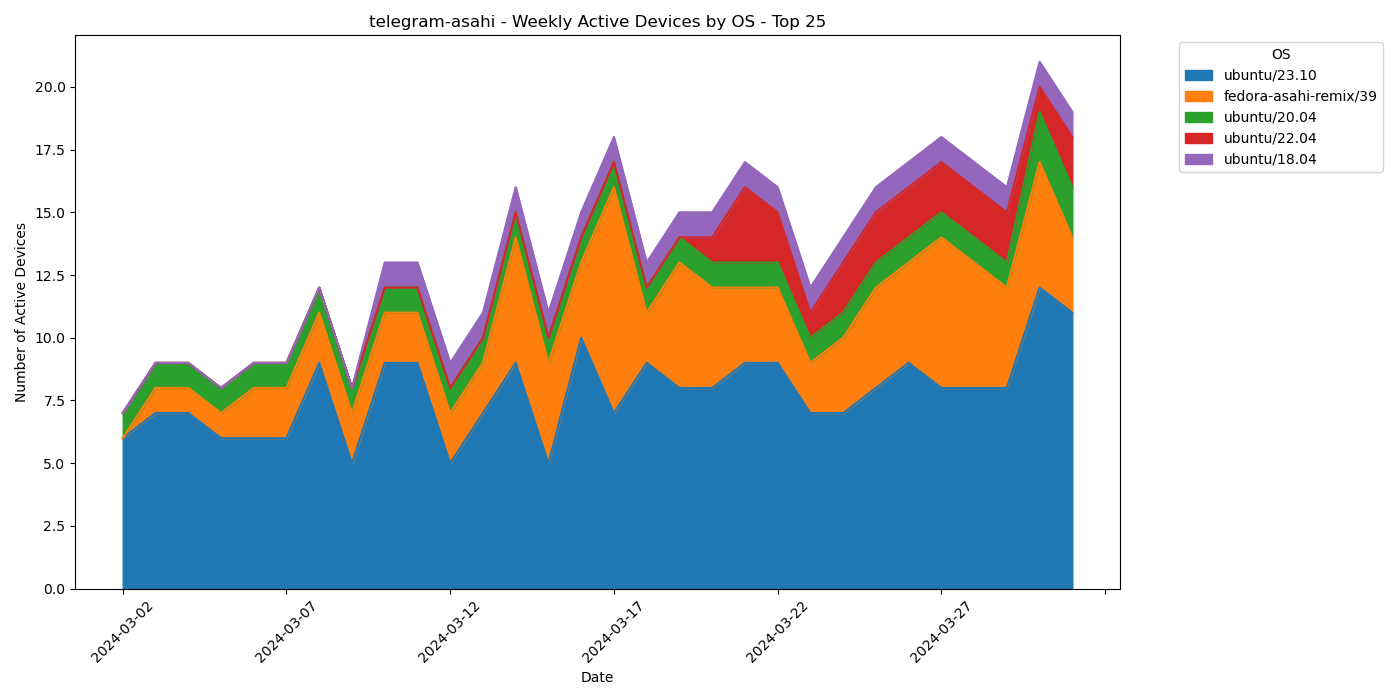 telegram-asahi - Weekly Active Devices by OS - Top 25
OS
ubuntu/23.10
fedora-asahi-remix/39
ubuntu/20.04
ubuntu/22.04
ubuntu/18.04
Number of Active Devices
20.0
17.5
15.0
12.5
10.0
7.5
5.0
2.5
0.0
2024-03-02
2024-03-07
2024-03-12
2024-03-17
2024-03-22
2024-03-27
Date